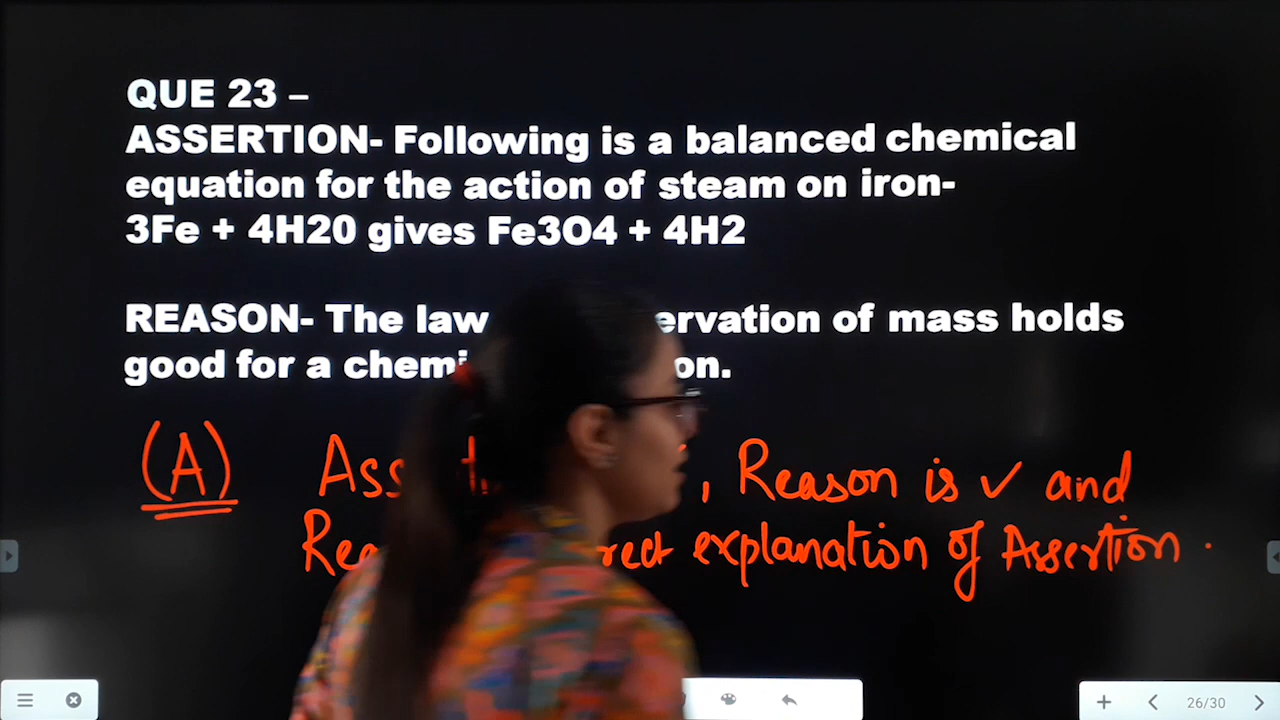 QUE 23 –
ASSERTION- Following is a balanced chemical
equation for the action of steam on iron-
3Fe + 4H20 gives Fe3O4 + 4H2
REASON- The law ervation of mass holds
good for a chemi on.
(A) Ass , Reason is ✓ and
Rea rect explanation of Assertion.
26/30